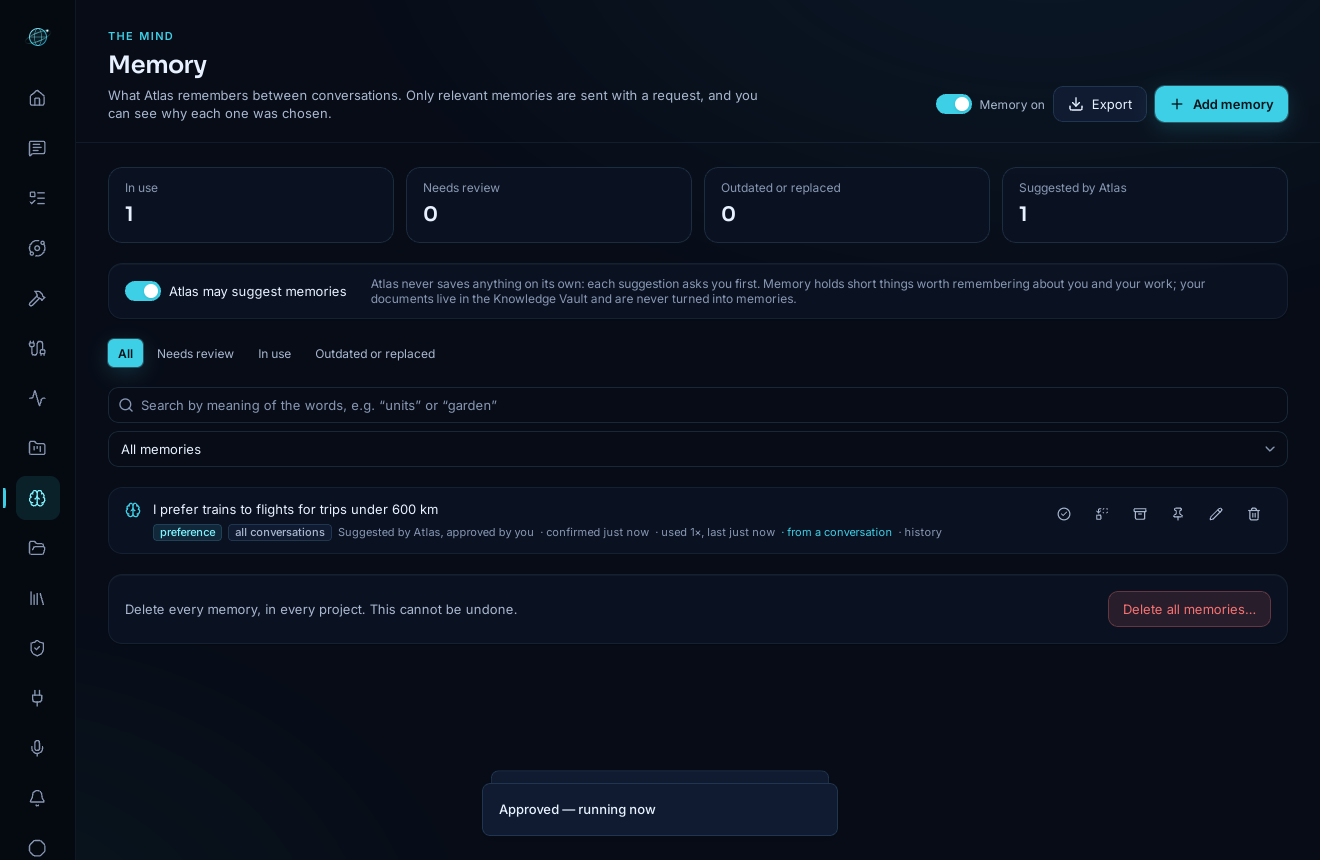 THE MIND
Memory
What Atlas remembers between conversations. Only relevant memories are sent with a request, and you
can see why each one was chosen.
Memory on
Export
Add memory
In use
1
Needs review
0
Outdated or replaced
0
Suggested by Atlas
1
Atlas may suggest memories
Atlas never saves anything on its own: each suggestion asks you first. Memory holds short things worth remembering about you and your work; your
documents live in the Knowledge Vault and are never turned into memories.
All Needs review In use Outdated or replaced
Search by meaning of the words, e.g. “units” or “garden”
All memories
I prefer trains to flights for trips under 600 km
preference all conversations Suggested by Atlas, approved by you · confirmed just now · used 1×, last just now · from a conversation · history
Delete every memory, in every project. This cannot be undone.
Delete all memories…
Approved — running now